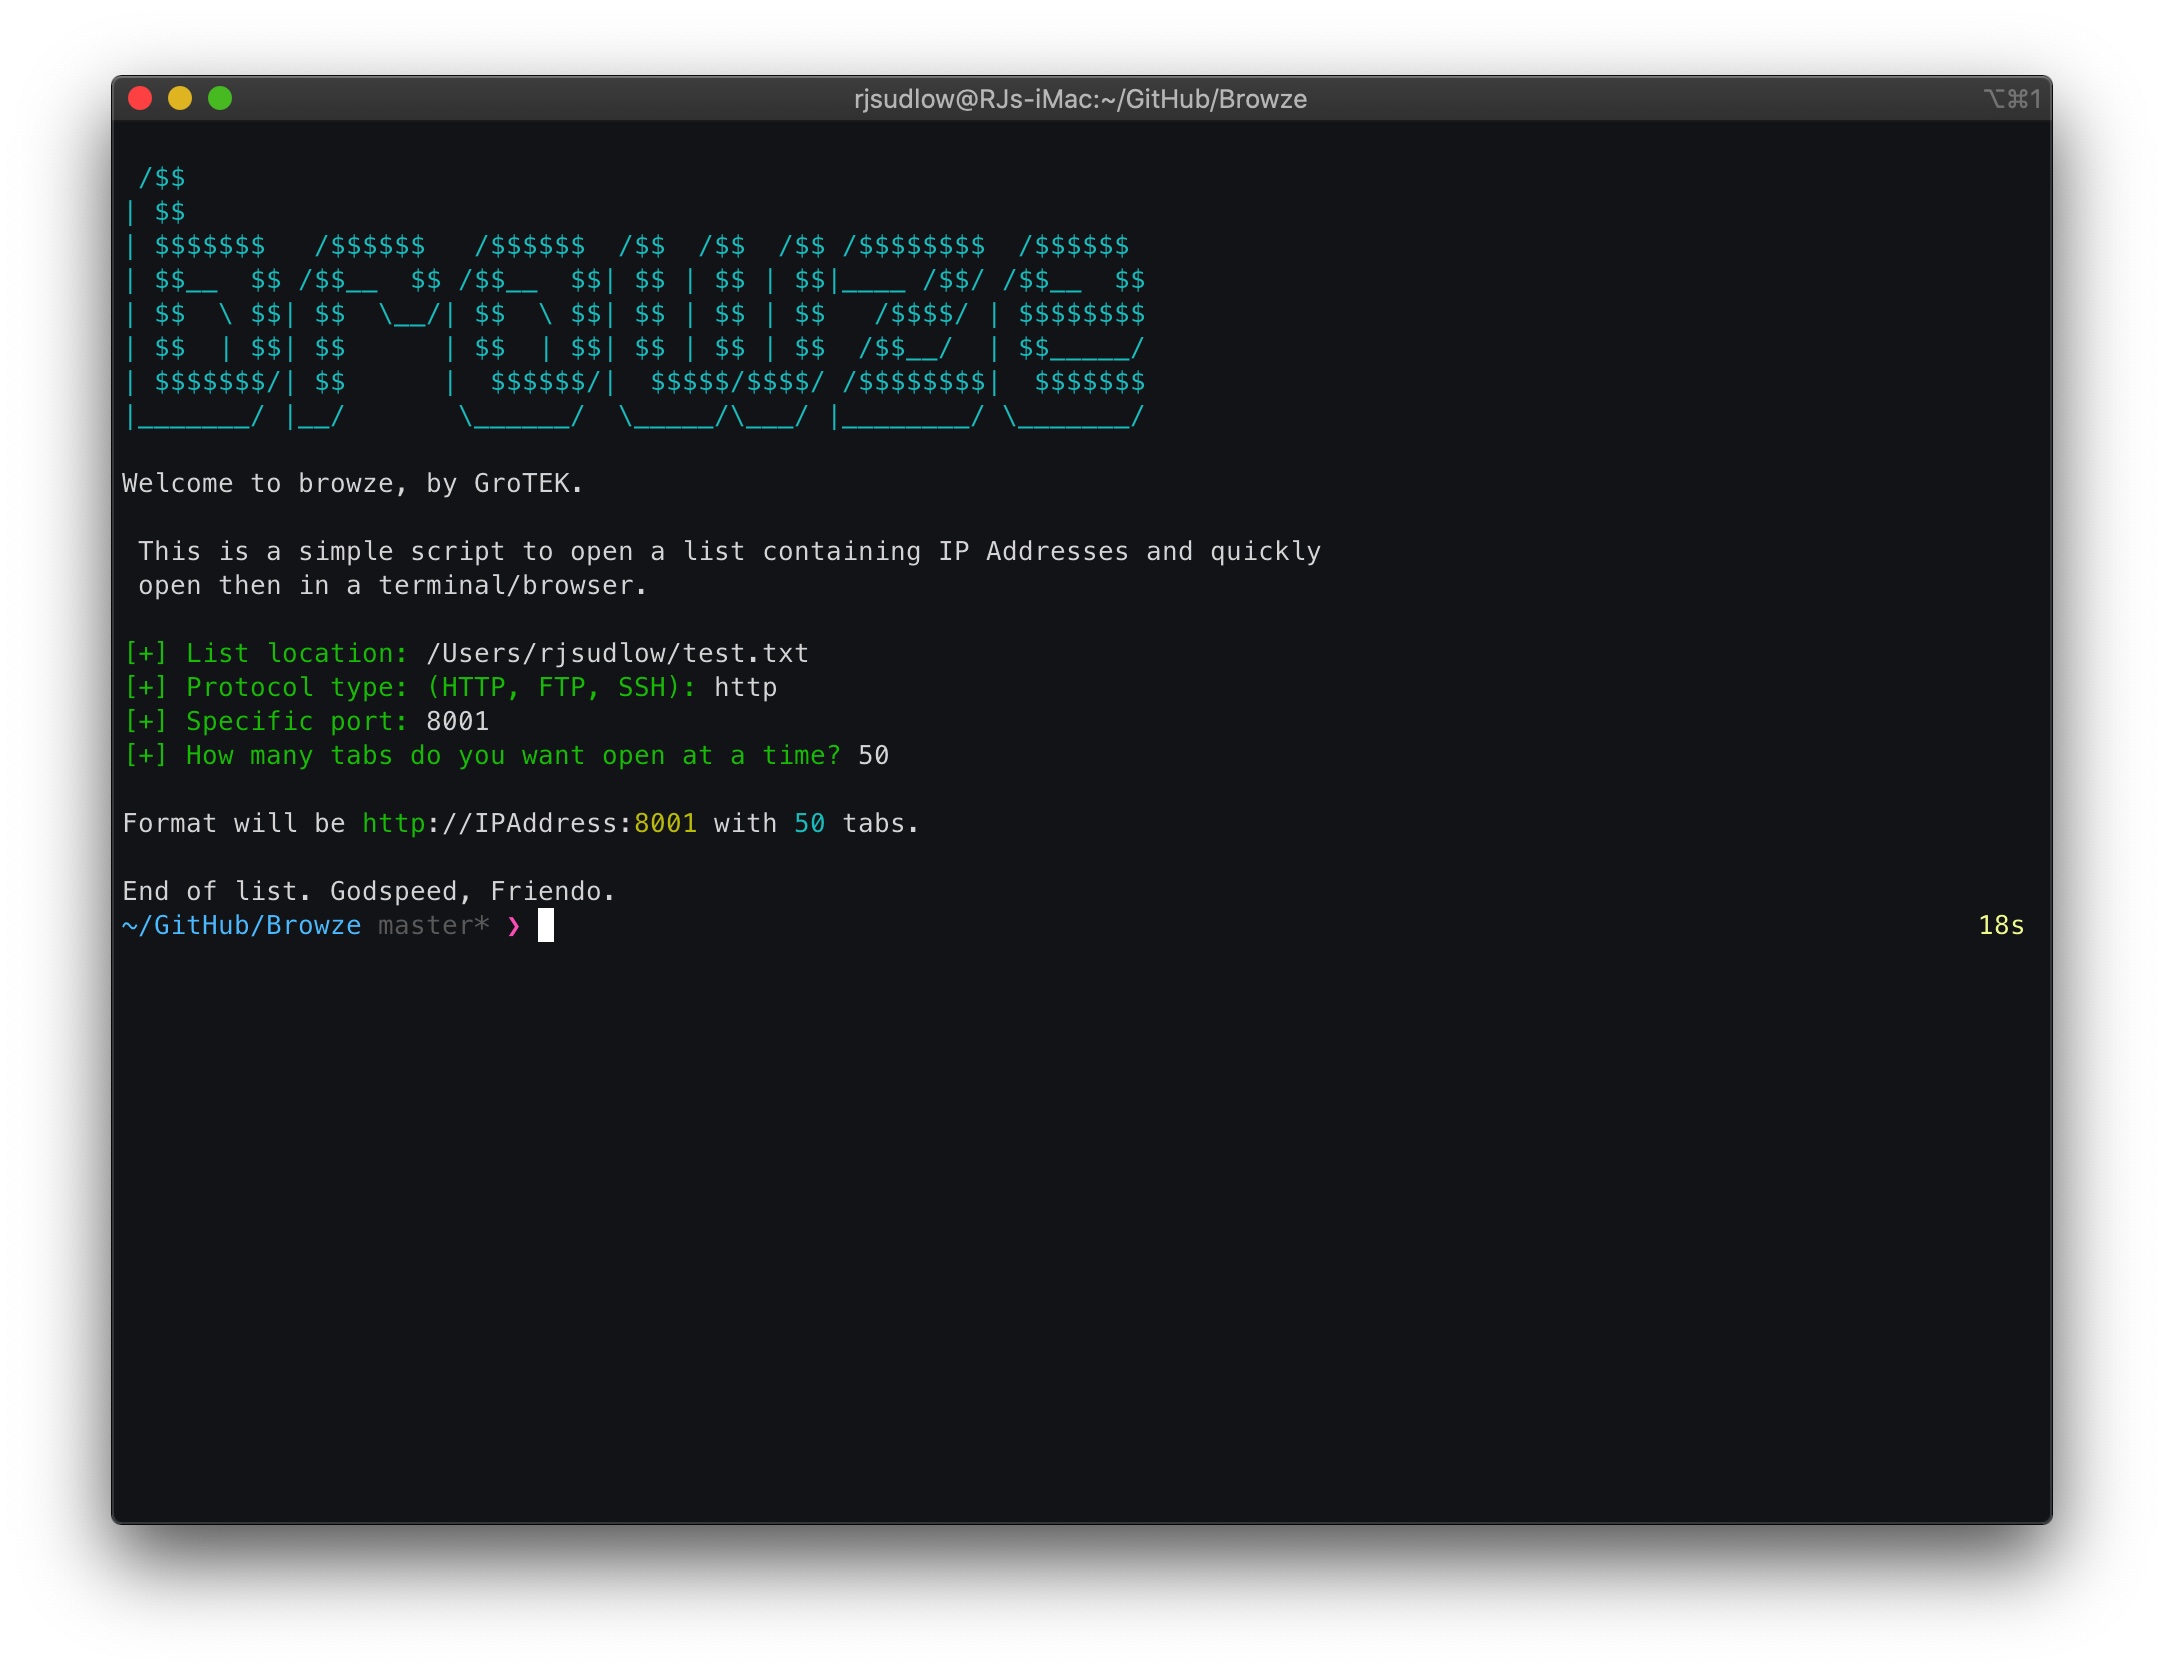 rjsudlow@RJs-iMac:~/GitHub/Browze ⌥⌘1
 /$$
| $$
| $$$$$$$   /$$$$$$   /$$$$$$  /$$  /$$  /$$ /$$$$$$$$  /$$$$$$
| $$__  $$ /$$__  $$ /$$__  $$| $$ | $$ | $$|____ /$$/ /$$__  $$
| $$  \ $$| $$  \__/| $$  \ $$| $$ | $$ | $$   /$$$$/ | $$$$$$$$
| $$  | $$| $$      | $$  | $$| $$ | $$ | $$  /$$__/  | $$_____/
| $$$$$$$/| $$      |  $$$$$$/|  $$$$$/$$$$/ /$$$$$$$$|  $$$$$$$
|_______/ |__/       \______/  \_____/\___/ |________/ \_______/
Welcome to browze, by GroTEK.
This is a simple script to open a list containing IP Addresses and quickly
open then in a terminal/browser.
[+] List location: /Users/rjsudlow/test.txt
[+] Protocol type: (HTTP, FTP, SSH): http
[+] Specific port: 8001
[+] How many tabs do you want open at a time? 50
Format will be http://IPAddress:8001 with 50 tabs.
End of list. Godspeed, Friendo.
~/GitHub/Browze master* ❯ 18s